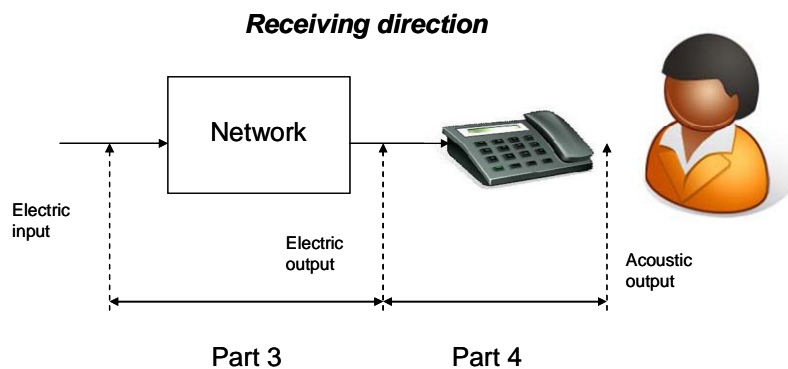 Receiving direction
Network
Electric
input
Electric
output
Acoustic
output
Part 3
Part 4